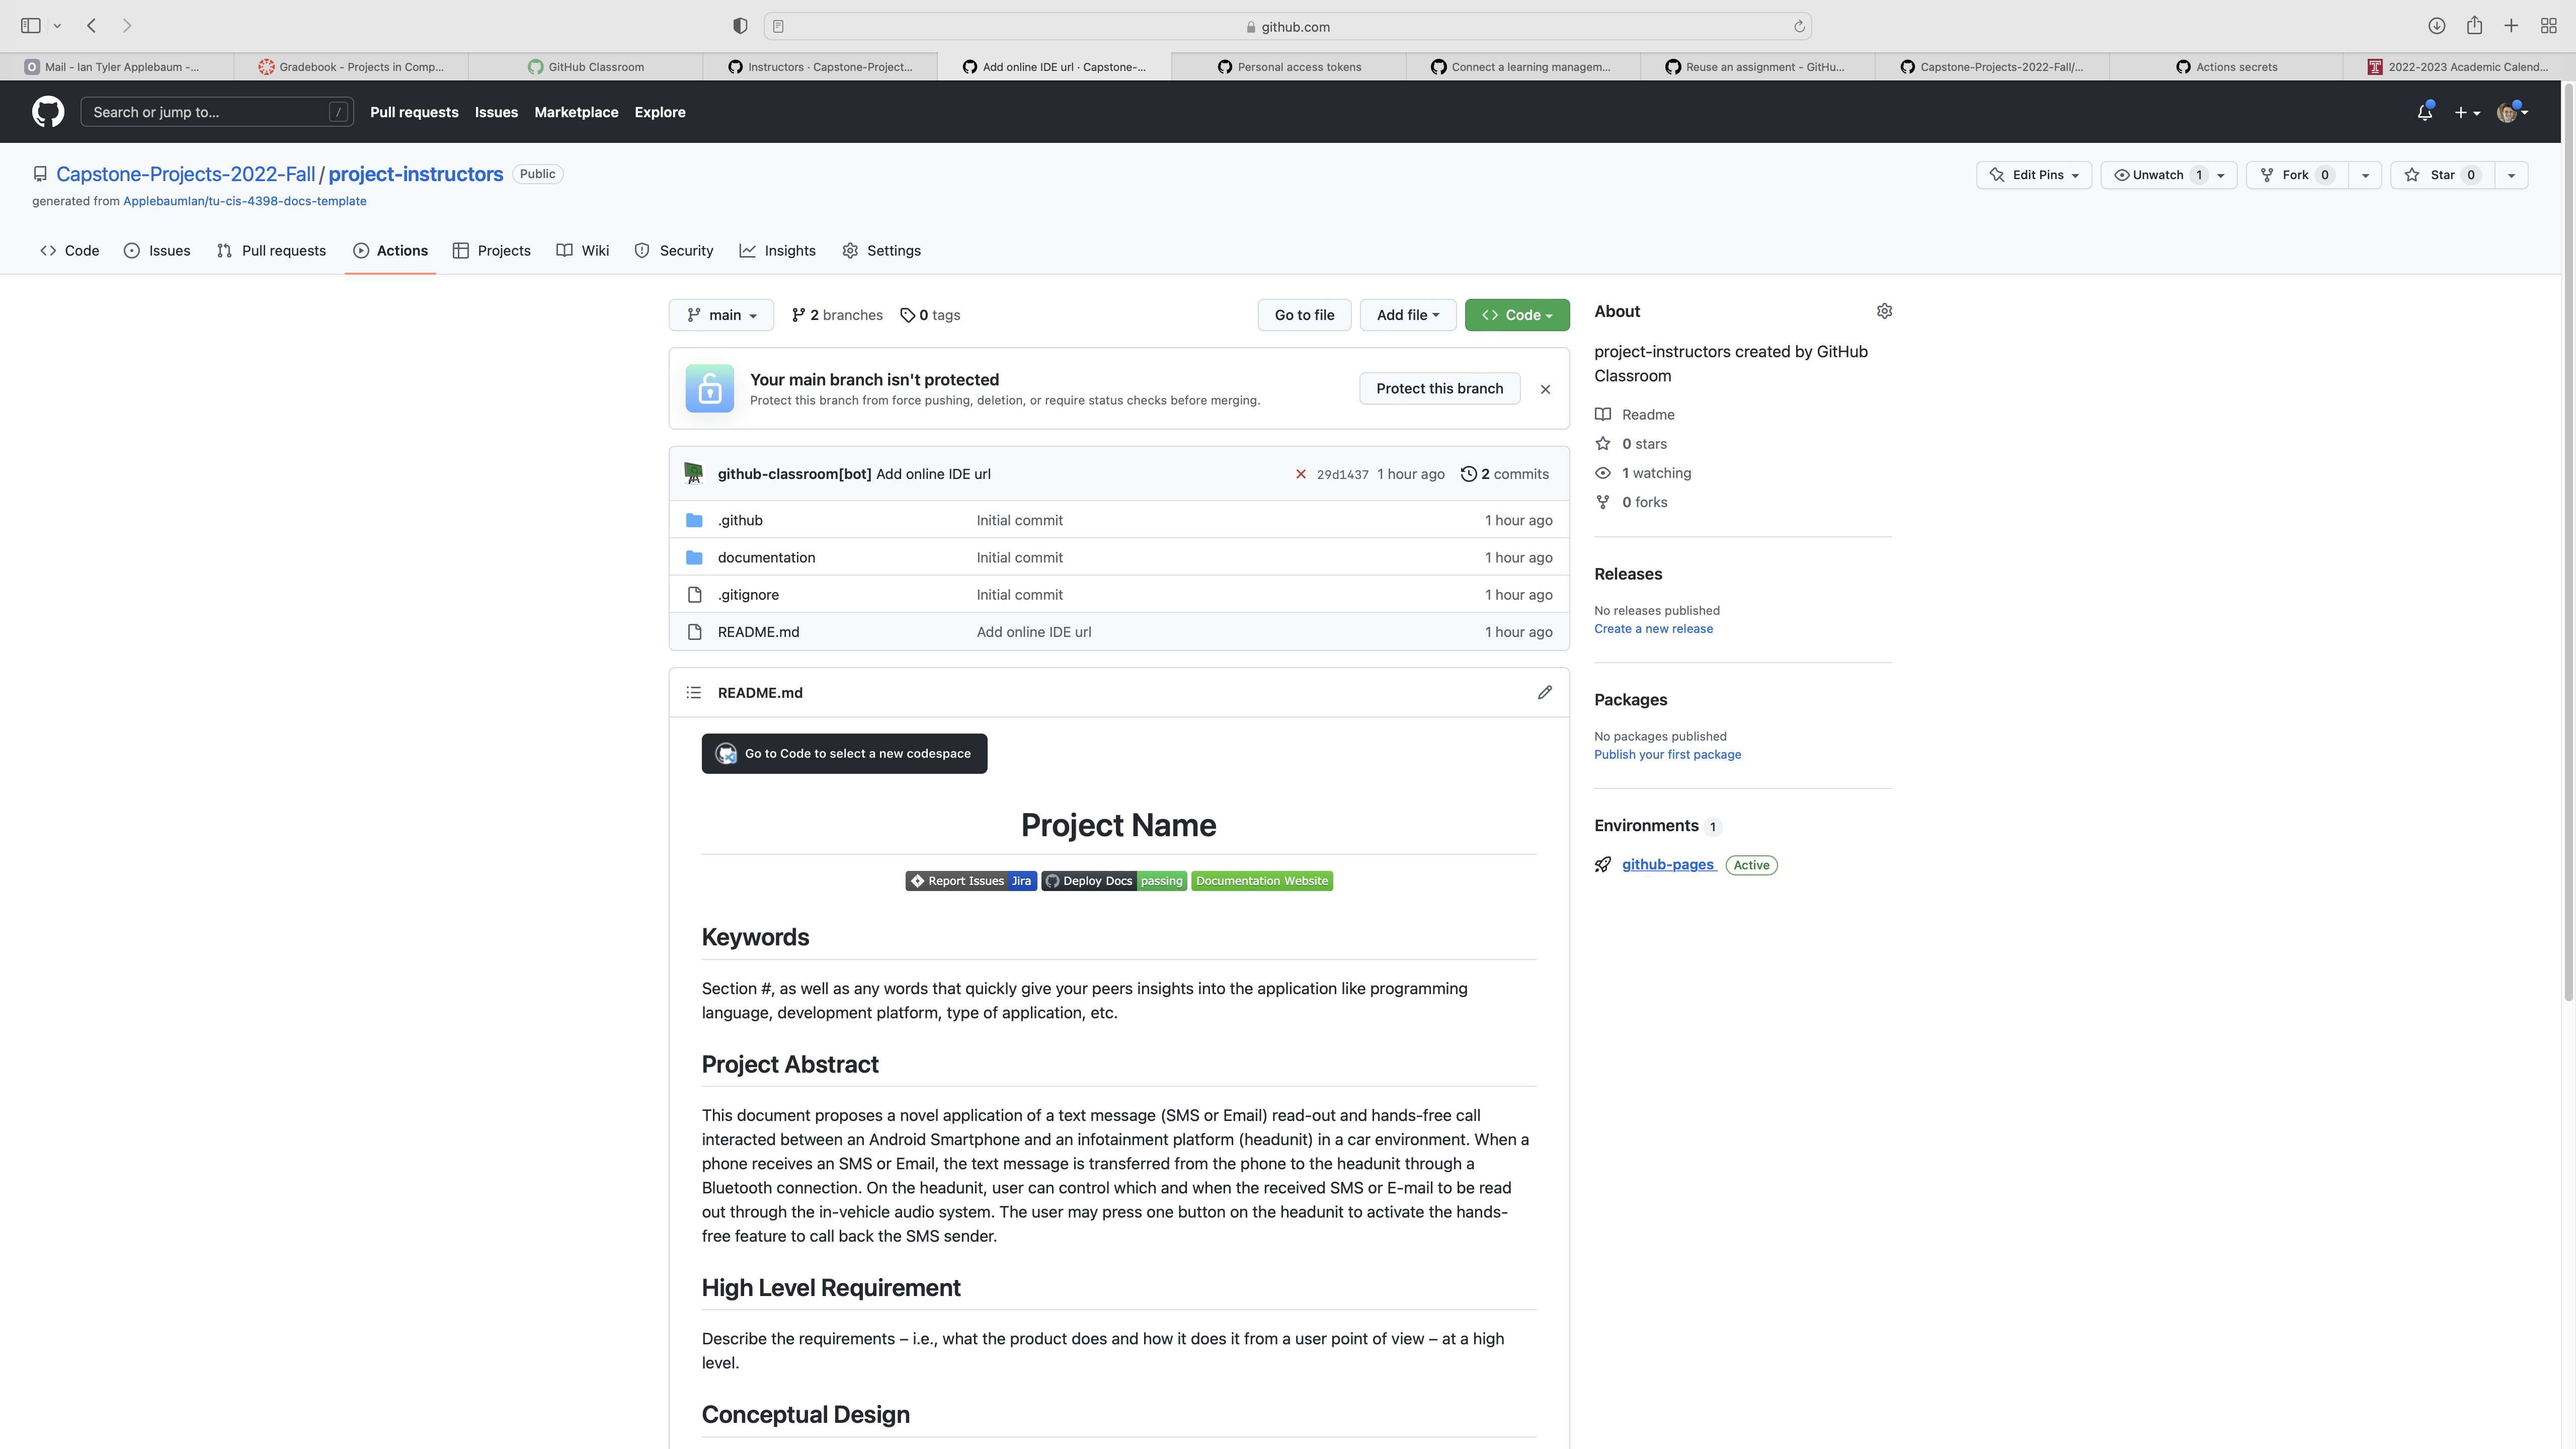 github.com
Mail - Ian Tyler Applebaum -...
Gradebook - Projects in Comp...
GitHub Classroom
Instructors · Capstone-Project...
Add online IDE url · Capstone-...
Personal access tokens
Connect a learning managem...
Reuse an assignment - GitHu...
Capstone-Projects-2022-Fall/...
Actions secrets
2022-2023 Academic Calend...
Search or jump to... /
Pull requests Issues Marketplace Explore
Capstone-Projects-2022-Fall / project-instructors Public
Edit Pins Unwatch 1 Fork 0 Star 0
generated from ApplebaumIan/tu-cis-4398-docs-template
Code Issues Pull requests Actions Projects Wiki Security Insights Settings
main 2 branches 0 tags Go to file Add file Code
Your main branch isn't protected
Protect this branch from force pushing, deletion, or require status checks before merging.
Protect this branch
github-classroom[bot] Add online IDE url 29d1437 1 hour ago 2 commits
.github Initial commit 1 hour ago
documentation Initial commit 1 hour ago
.gitignore Initial commit 1 hour ago
README.md Add online IDE url 1 hour ago
README.md
Go to Code to select a new codespace
Project Name
Report Issues Jira Deploy Docs passing Documentation Website
Keywords
Section #, as well as any words that quickly give your peers insights into the application like programming
language, development platform, type of application, etc.
Project Abstract
This document proposes a novel application of a text message (SMS or Email) read-out and hands-free call
interacted between an Android Smartphone and an infotainment platform (headunit) in a car environment. When a
phone receives an SMS or Email, the text message is transferred from the phone to the headunit through a
Bluetooth connection. On the headunit, user can control which and when the received SMS or E-mail to be read
out through the in-vehicle audio system. The user may press one button on the headunit to activate the hands-
free feature to call back the SMS sender.
High Level Requirement
Describe the requirements – i.e., what the product does and how it does it from a user point of view – at a high
level.
Conceptual Design
About
project-instructors created by GitHub
Classroom
Readme
0 stars
1 watching
0 forks
Releases
No releases published
Create a new release
Packages
No packages published
Publish your first package
Environments 1
github-pages Active